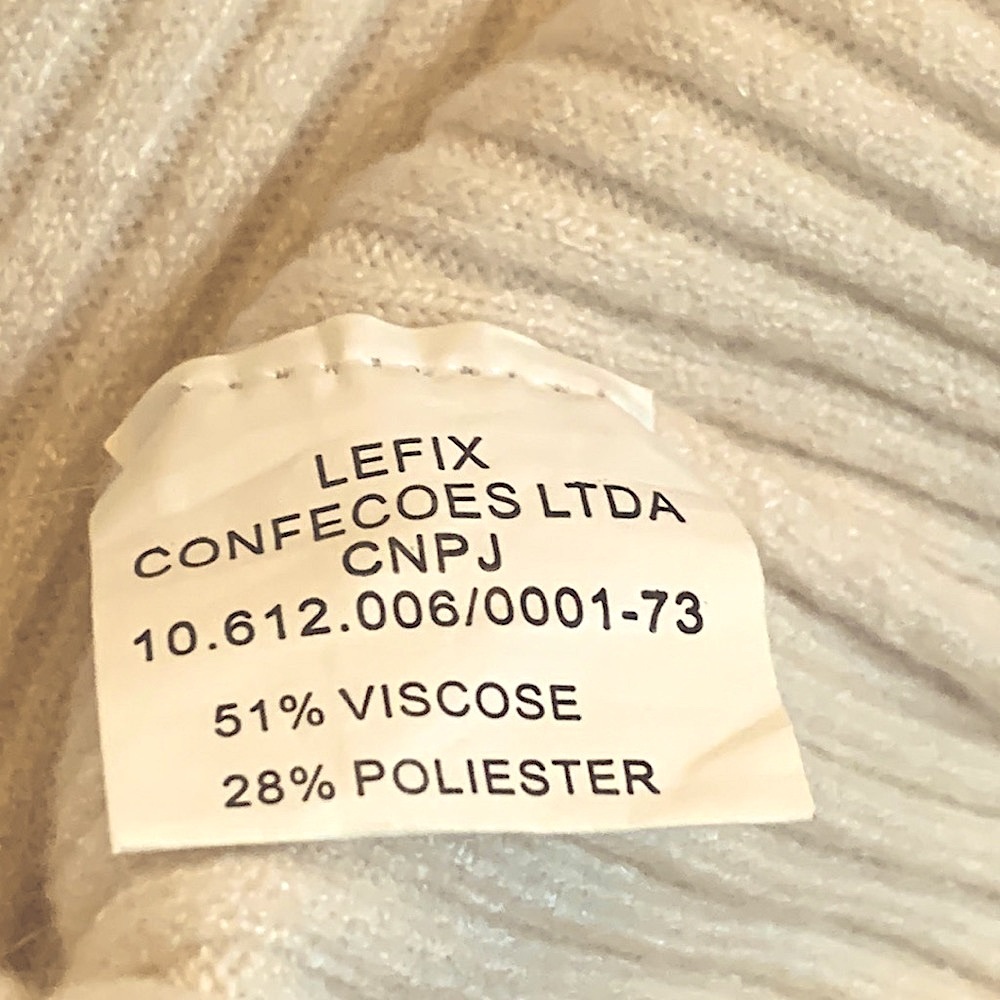 LEFIX
CONFECOES LTDA
CNPJ
10.612.006/0001-73
51% VISCOSE
28% POLIESTER